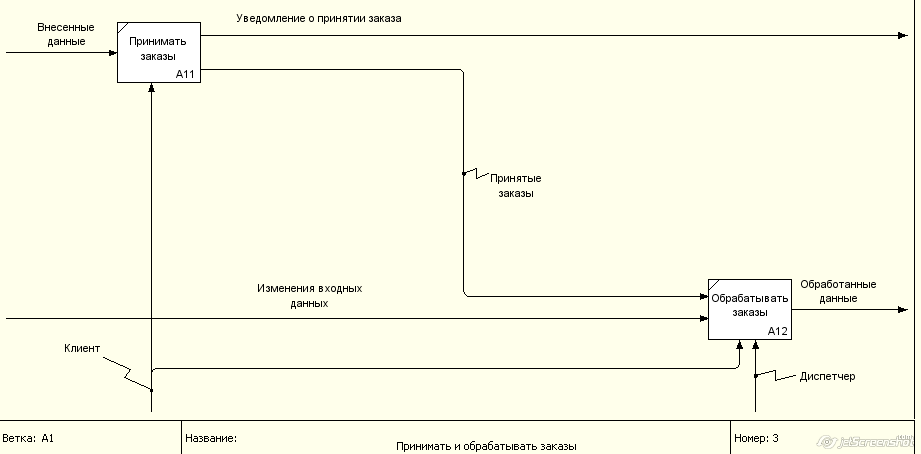 Внесенные
данные
Уведомление о принятии заказа
Принимать
заказы
A11
Принятые
заказы
Изменения входных
данных
Обрабатывать
заказы
A12
Обработанные
данные
Клиент
Диспетчер
Ветка: A1
Название:
Принимать и обрабатывать заказы
Номер: 3
jetScreenshot